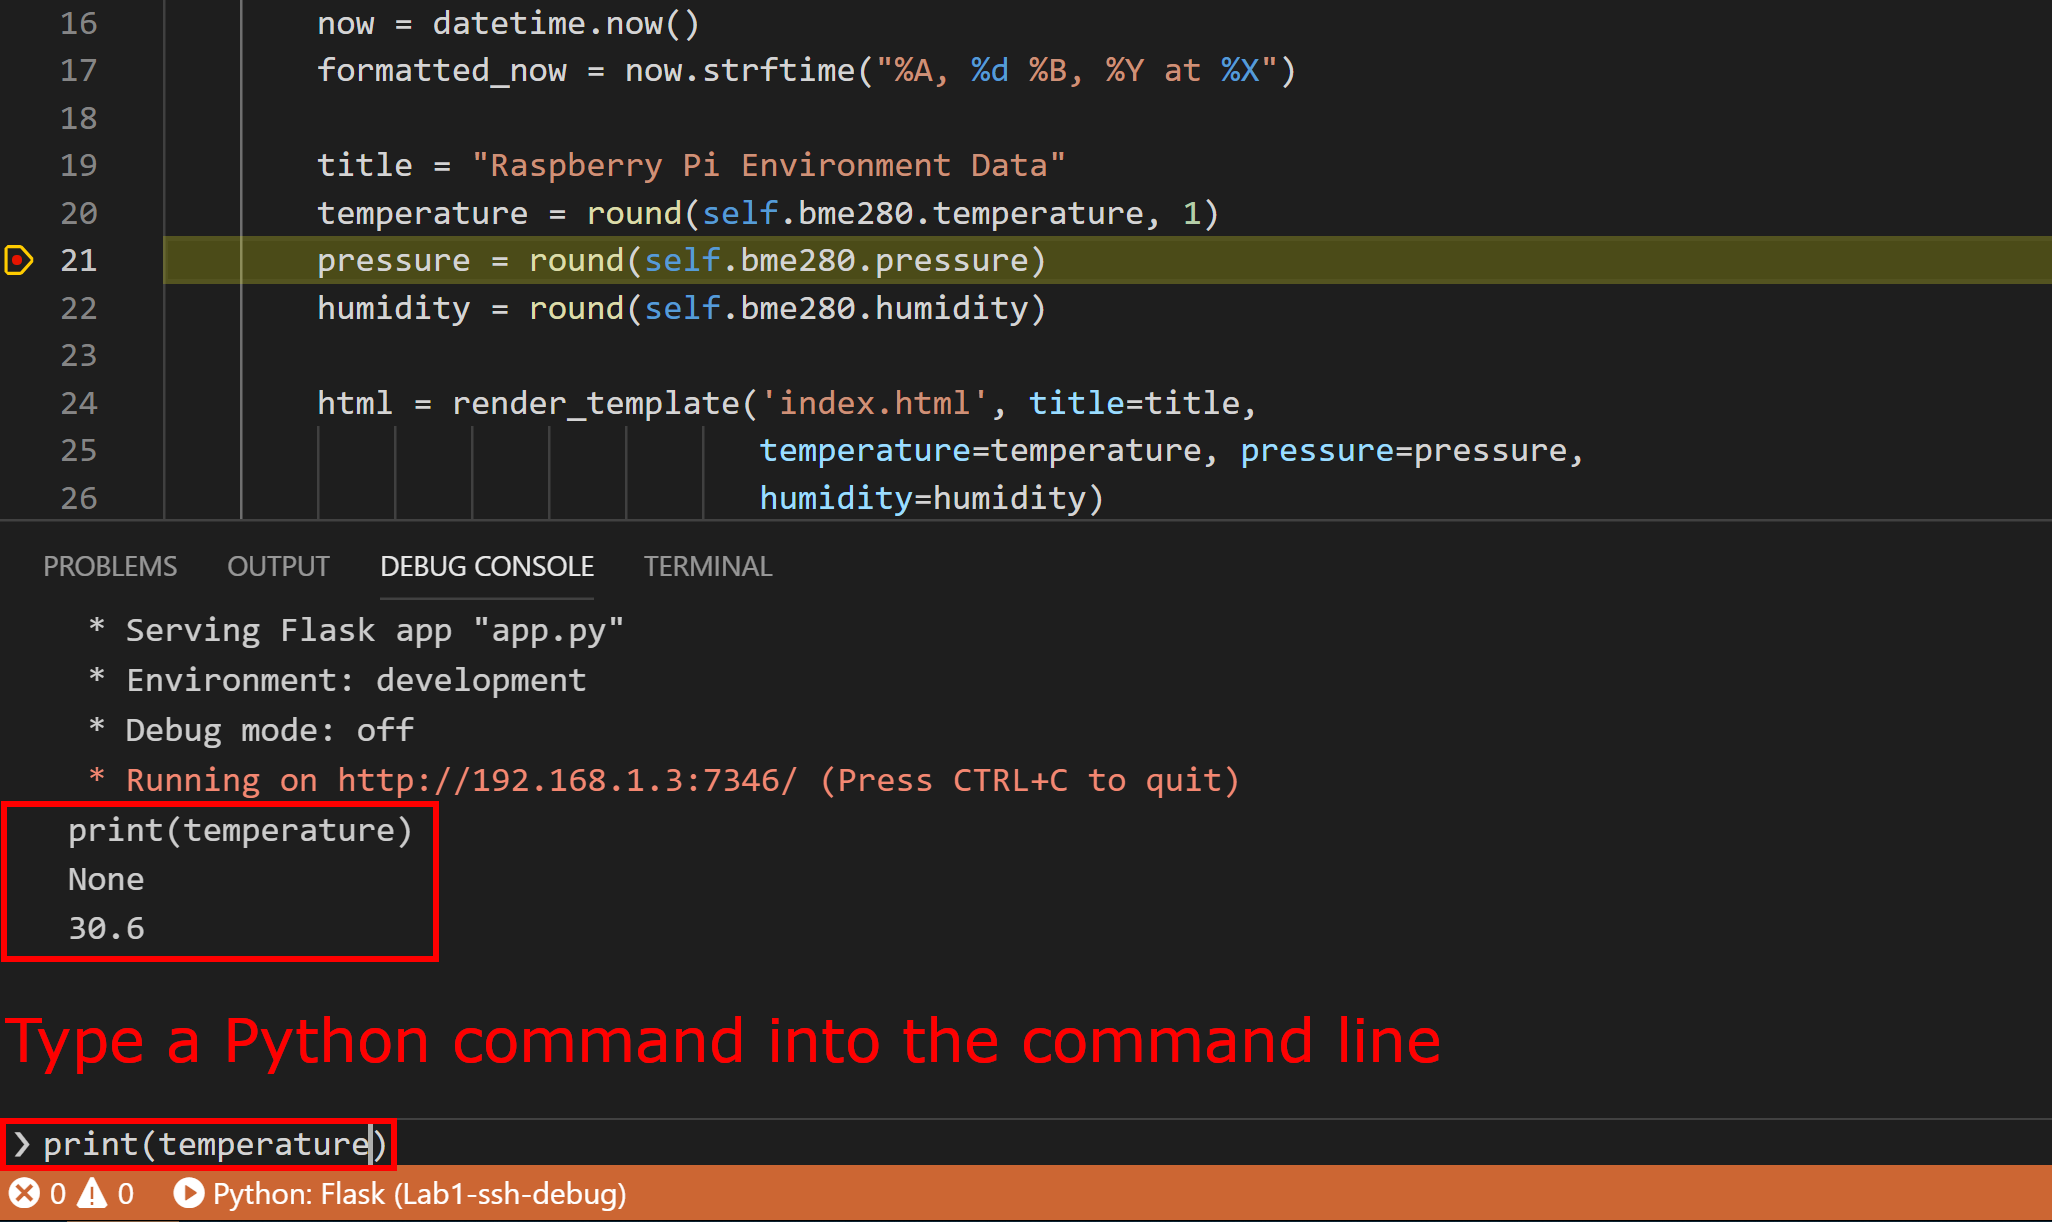 16 now = datetime.now()
17 formatted_now = now.strftime("%A, %d %B, %Y at %X")
18
19 title = "Raspberry Pi Environment Data"
20 temperature = round(self.bme280.temperature, 1)
21 pressure = round(self.bme280.pressure)
22 humidity = round(self.bme280.humidity)
23
24 html = render_template('index.html', title=title,
25 temperature=temperature, pressure=pressure,
26 humidity=humidity)
PROBLEMS OUTPUT DEBUG CONSOLE TERMINAL
* Serving Flask app "app.py"
* Environment: development
* Debug mode: off
* Running on http://192.168.1.3:7346/ (Press CTRL+C to quit)
print(temperature)
None
30.6
Type a Python command into the command line
❯ print(temperature)
0 0 Python: Flask (Lab1-ssh-debug)